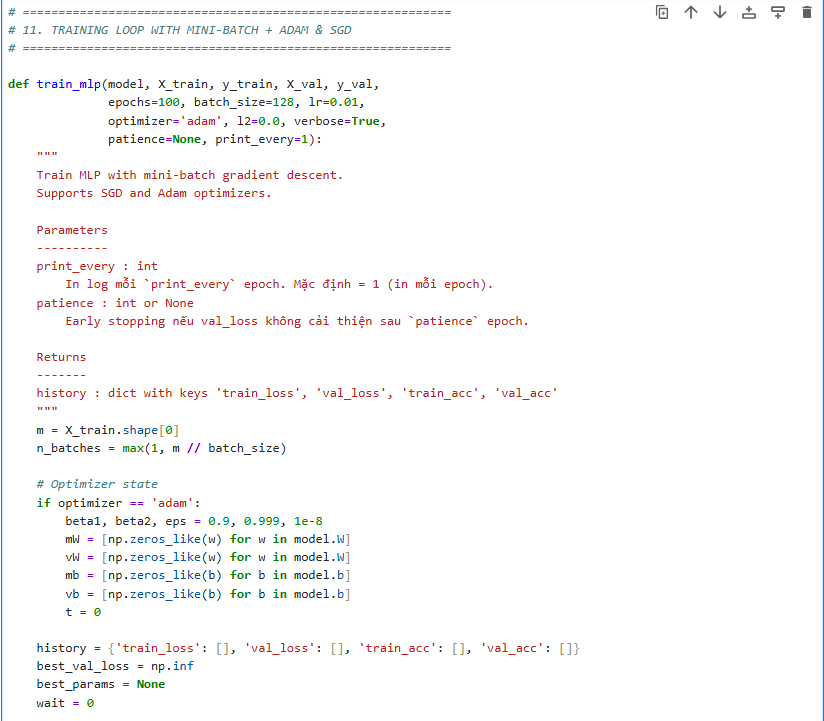 # ============================================================
# 11. TRAINING LOOP WITH MINI-BATCH + ADAM & SGD
# ============================================================

def train_mlp(model, X_train, y_train, X_val, y_val,
              epochs=100, batch_size=128, lr=0.01,
              optimizer='adam', l2=0.0, verbose=True,
              patience=None, print_every=1):
    """
    Train MLP with mini-batch gradient descent.
    Supports SGD and Adam optimizers.

    Parameters
    ----------
    print_every : int
        In log mỗi `print_every` epoch. Mặc định = 1 (in mỗi epoch).
    patience : int or None
        Early stopping nếu val_loss không cải thiện sau `patience` epoch.

    Returns
    -------
    history : dict with keys 'train_loss', 'val_loss', 'train_acc', 'val_acc'
    """
    m = X_train.shape[0]
    n_batches = max(1, m // batch_size)

    # Optimizer state
    if optimizer == 'adam':
        beta1, beta2, eps = 0.9, 0.999, 1e-8
        mW = [np.zeros_like(w) for w in model.W]
        vW = [np.zeros_like(w) for w in model.W]
        mb = [np.zeros_like(b) for b in model.b]
        vb = [np.zeros_like(b) for b in model.b]
        t = 0

    history = {'train_loss': [], 'val_loss': [], 'train_acc': [], 'val_acc': []}
    best_val_loss = np.inf
    best_params = None
    wait = 0